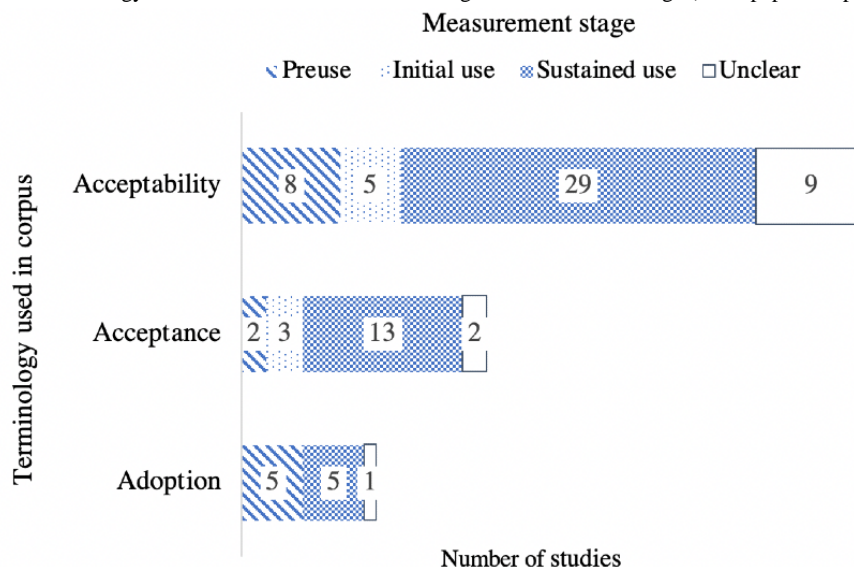 Measurement stage
Preuse Initial use Sustained use Unclear
Terminology used in corpus
Acceptability 8 5 29 9
Acceptance 2 3 13 2
Adoption 5 5 1
Number of studies